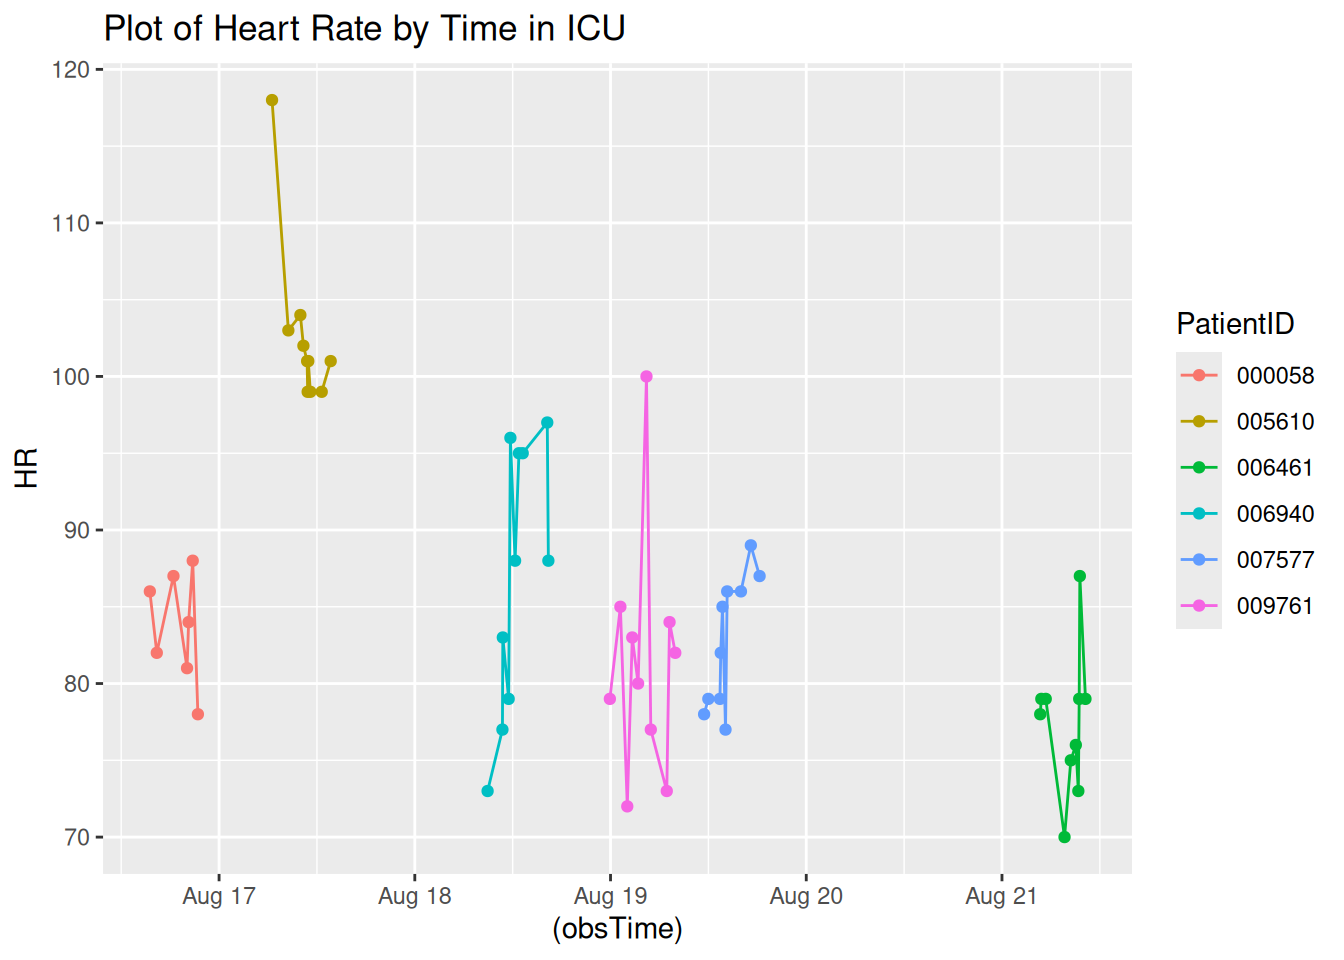 Plot of Heart Rate by Time in ICU
120
110
100
90
80
70
HR
Aug 17
Aug 18
Aug 19
Aug 20
Aug 21
(obsTime)
PatientID
000058
005610
006461
006940
007577
009761